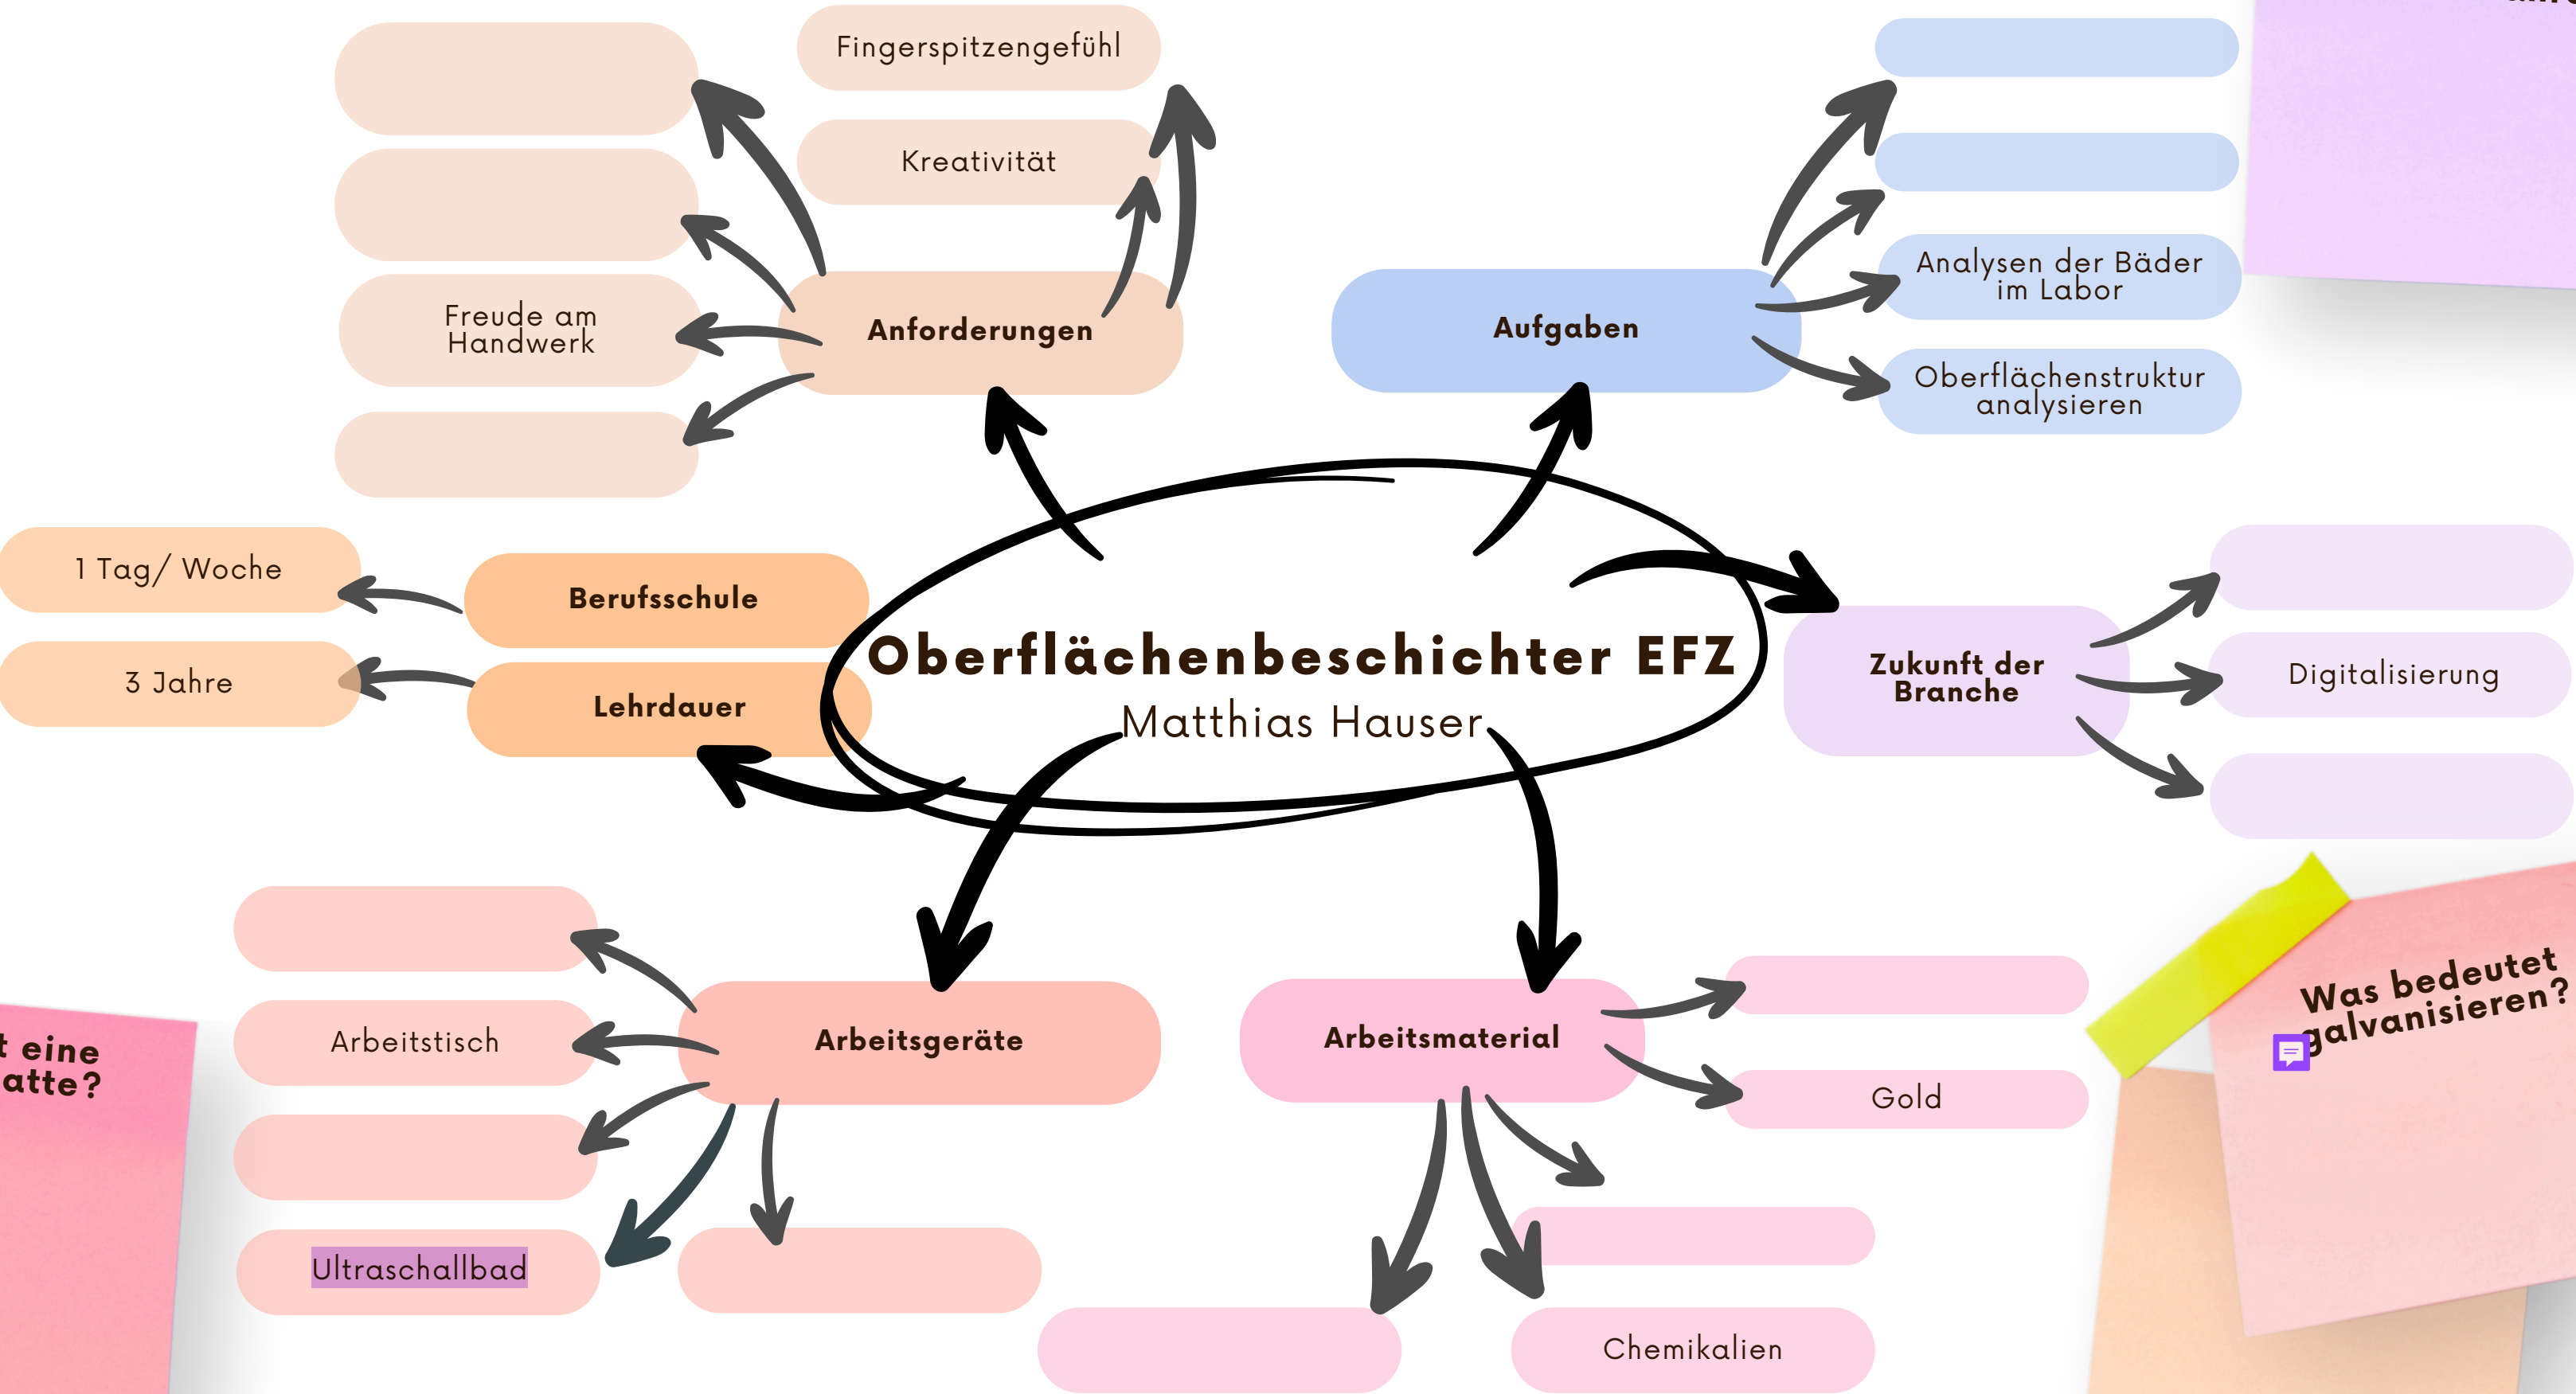 Fingerspitzengefühl
Kreativität
Freude am
Handwerk
Anforderungen
Aufgaben
Analysen der Bäder
im Labor
Oberflächenstruktur
analysieren
1 Tag/ Woche
Berufsschule
3 Jahre
Lehrdauer
Oberflächenbeschichter EFZ
Matthias Hauser
Zukunft der
Branche
Digitalisierung
Arbeitstisch
Arbeitsgeräte
Ultraschallbad
Arbeitsmaterial
Gold
Chemikalien
eine
Was bedeutet
galvanisieren?